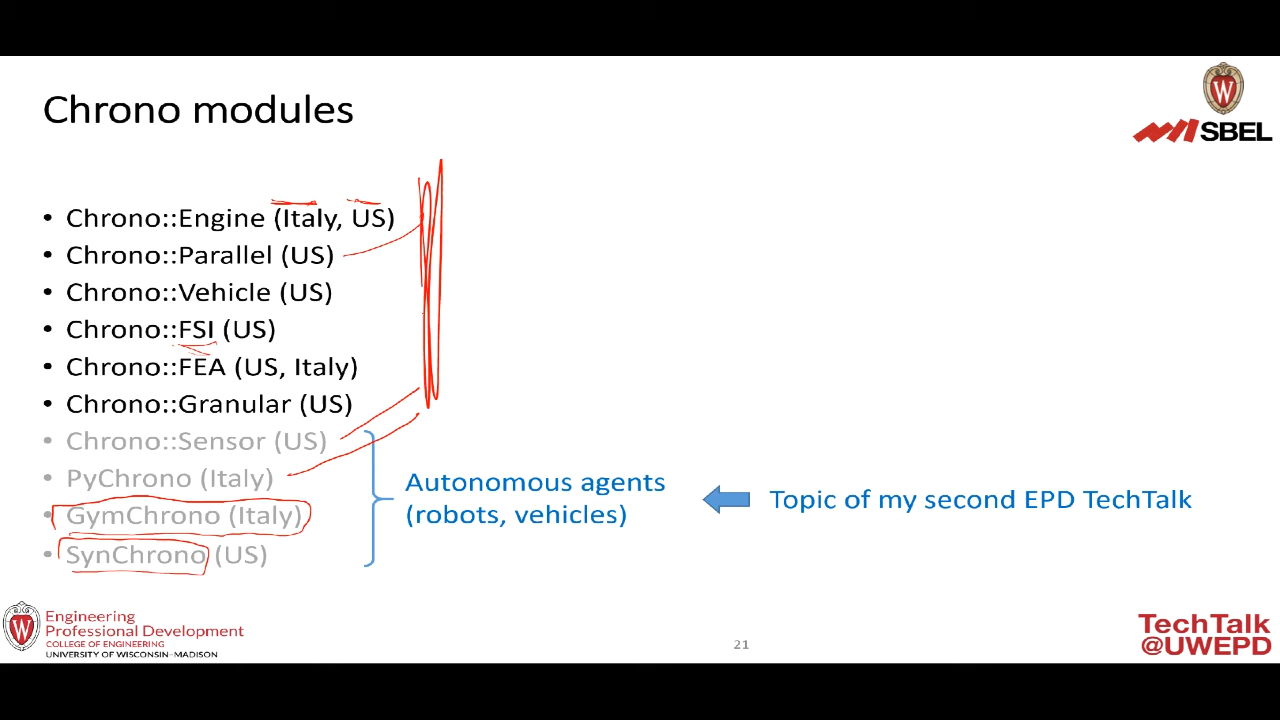 Chrono modules
W
SBEL
• Chrono::Engine (Italy, US)
• Chrono::Parallel (US)
• Chrono::Vehicle (US)
• Chrono::FSI (US)
• Chrono::FEA (US, Italy)
• Chrono::Granular (US)
• Chrono::Sensor (US)
• PyChrono (Italy)
• GymChrono (Italy)
• SynChrono (US)
Autonomous agents
(robots, vehicles)
Topic of my second EPD TechTalk
W
Engineering
Professional Development
COLLEGE OF ENGINEERING
UNIVERSITY OF WISCONSIN–MADISON
21
TechTalk
@UWEPD